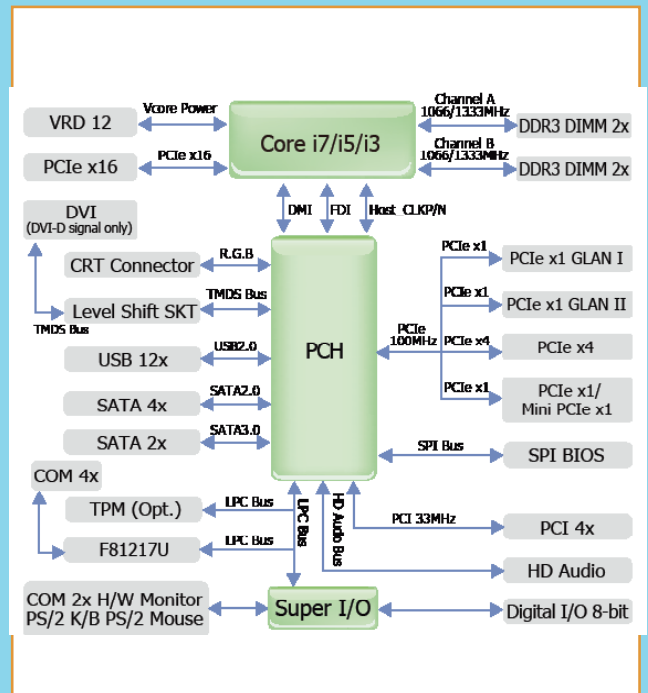 Vcore Power
VRD 12
Core i7/i5/i3
Channel A
1066/1333MHz
DDR3 DIMM 2x
PCIe x16
PCIe x16
Channel B
1066/1333MHz
DDR3 DIMM 2x
DMI
FDI
Host CLKP/N
DVI
(DVI-D signal only)
R.G.B
CRT Connector
TMDS Bus
Level Shift SKT
TMDS Bus
USB2.0
USB 12x
SATA2.0
SATA 4x
SATA3.0
SATA 2x
PCH
PCIe
100MHz
PCIe x1
PCIe x1 GLAN I
PCIe x1
PCIe x1 GLAN II
PCIe x4
PCIe x4
PCIe x1
PCIe x1/
Mini PCIe x1
SPI Bus
SPI BIOS
COM 4x
LPC Bus
TPM (Opt.)
LPC Bus
F81217U
LPC Bus
HD Audio Bus
PCI 33MHz
PCI 4x
HD Audio
COM 2x H/W Monitor
PS/2 K/B PS/2 Mouse
Super I/O
Digital I/O 8-bit